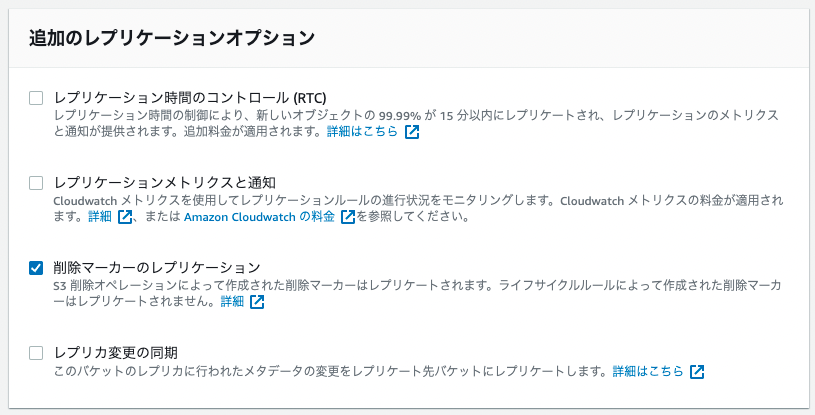 追加のレプリケーションオプション
レプリケーション時間のコントロール (RTC)
レプリケーション時間の制御により、新しいオブジェクトの 99.99% が 15 分以内にレプリケートされ、レプリケーションのメトリクス
と通知が提供されます。追加料金が適用されます。詳細はこちら
レプリケーションメトリクスと通知
Cloudwatch メトリクスを使用してレプリケーションルールの進行状況をモニタリングします。Cloudwatch メトリクスの料金が適用されま
す。詳細、または Amazon Cloudwatch の料金を参照してください。
削除マーカーのレプリケーション
S3 削除オペレーションによって作成された削除マーカーはレプリケートされます。ライフサイクルルールによって作成された削除マーカ
ーはレプリケートされません。詳細
レプリカ変更の同期
このバケットのレプリカに行われたメタデータの変更をレプリケート先バケットにレプリケートします。詳細はこちら